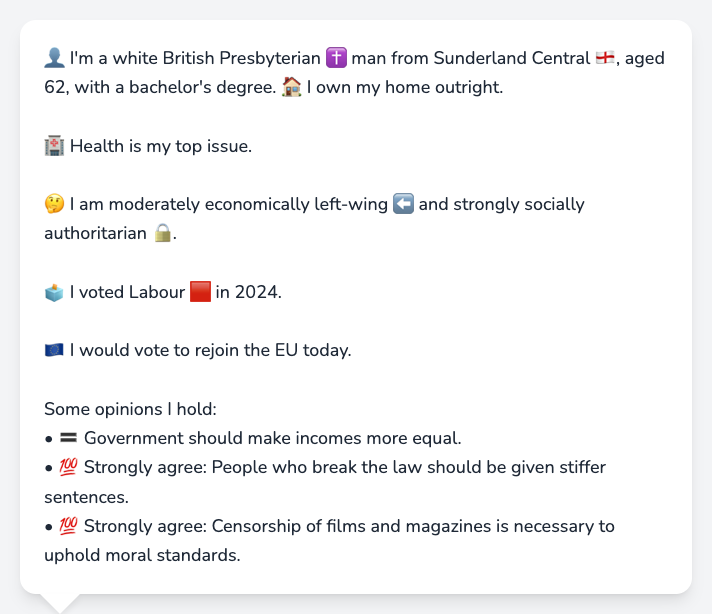 👤 I'm a white British Presbyterian ✝️ man from Sunderland Central 🏴󠁧󠁢󠁥󠁮󠁧󠁿, aged
62, with a bachelor's degree. 🏠 I own my home outright.
🏥 Health is my top issue.
🤔 I am moderately economically left-wing ⬅️ and strongly socially
authoritarian 🔒.
🗳️ I voted Labour 🟥 in 2024.
🇪🇺 I would vote to rejoin the EU today.
Some opinions I hold:
• 🟰 Government should make incomes more equal.
• 💯 Strongly agree: People who break the law should be given stiffer
sentences.
• 💯 Strongly agree: Censorship of films and magazines is necessary to
uphold moral standards.